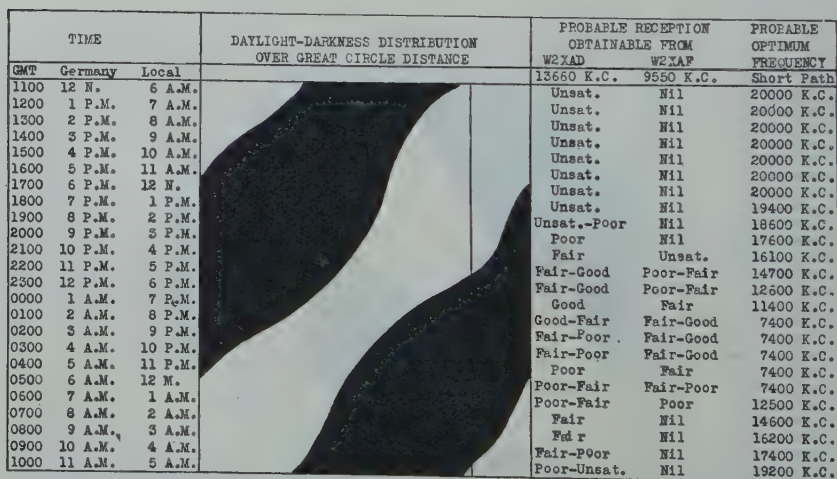 TIME DAYLIGHT-DARKNESS DISTRIBUTION OVER GREAT CIRCLE DISTANCE PROBABLE RECEPTION OBTAINABLE FROM PROBABLE OPTIMUM FREQUENCY
GMT Germany Local W2XAD 13660 K.C. W2XAF 9550 K.C. Short Path
1100 12 N. 6 A.M. Unsat. Nil 20000 K.C.
1200 1 P.M. 7 A.M. Unsat. Nil 20000 K.C.
1300 2 P.M. 8 A.M. Unsat. Nil 20000 K.C.
1400 3 P.M. 9 A.M. Unsat. Nil 20000 K.C.
1500 4 P.M. 10 A.M. Unsat. Nil 20000 K.C.
1600 5 P.M. 11 A.M. Unsat. Nil 20000 K.C.
1700 6 P.M. 12 N. Unsat. Nil 20000 K.C.
1800 7 P.M. 1 P.M. Unsat. Nil 19400 K.C.
1900 8 P.M. 2 P.M. Unsat.-Poor Nil 18600 K.C.
2000 9 P.M. 3 P.M. Poor Nil 17600 K.C.
2100 10 P.M. 4 P.M. Fair Unsat. 16100 K.C.
2200 11 P.M. 5 P.M. Fair-Good Poor-Fair 14700 K.C.
2300 12 P.M. 6 P.M. Fair-Good Poor-Fair 12600 K.C.
0000 1 A.M. 7 P.M. Good Fair 11400 K.C.
0100 2 A.M. 8 P.M. Good-Fair Fair-Good 7400 K.C.
0200 3 A.M. 9 P.M. Fair-Poor Fair-Good 7400 K.C.
0300 4 A.M. 10 P.M. Fair-Poor Fair-Good 7400 K.C.
0400 5 A.M. 11 P.M. Poor Fair 7400 K.C.
0500 6 A.M. 12 M. Poor-Fair Fair-Poor 7400 K.C.
0600 7 A.M. 1 A.M. Poor-Fair Poor 12500 K.C.
0700 8 A.M. 2 A.M. Fair Nil 14600 K.C.
0800 9 A.M. 3 A.M. Fair Nil 16200 K.C.
0900 10 A.M. 4 A.M. Fair-Poor Nil 17400 K.C.
1000 11 A.M. 5 A.M. Poor-Unsat. Nil 19200 K.C.